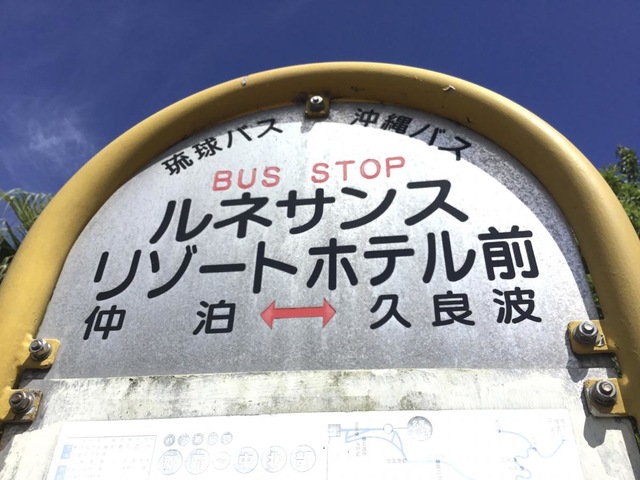 琉球バス 沖縄バス
BUS STOP
ルネサンス
リゾートホテル前
仲泊 ↔ 久良波